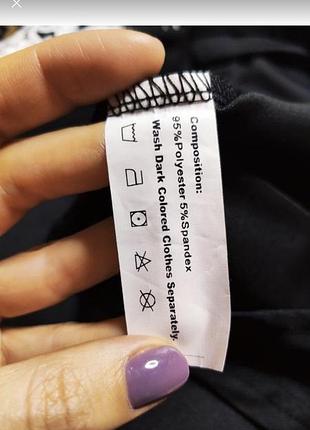 Composition:
95%Polyester 5%Spandex
Wash Dark Colored Clothes Separately.